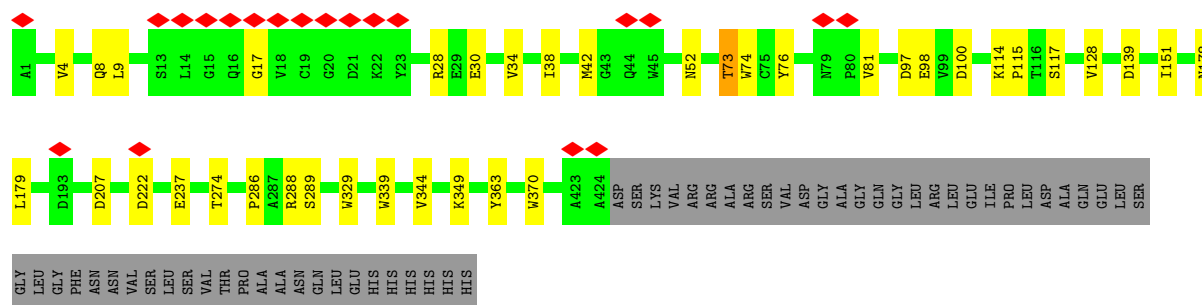 A1 V4 Q8 L9 S13 L14 G15 Q16 G17 V18 C19 G20 D21 K22 Y23 R28 E29 E30 V34 I38 M42 G43 Q44 W45 N52 T73 W74 C75 Y76 N79 P80 V81 D97 E98 V99 D100 K114 P115 T116 S117 V128 D139 I151
L179 D193 D207 D222 E237 T274 P286 A287 R288 S289 W329 W339 V344 K349 Y363 W370 A423 A424 ASP SER LYS VAL ARG ARG ALA ARG SER VAL ASP GLY ALA GLY GLN GLY LEU ARG LEU GLU ILE PRO LEU ASP ALA GLN GLU LEU SER
GLY LEU GLY PHE ASN ASN VAL SER LEU SER VAL THR PRO ALA ALA ASN GLN LEU GLU HIS HIS HIS HIS HIS HIS